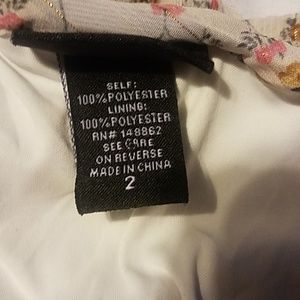 SELF:
100% POLYESTER
LINING:
100% POLYESTER
RN# 148862
SEE CARE
ON REVERSE
MADE IN CHINA
2